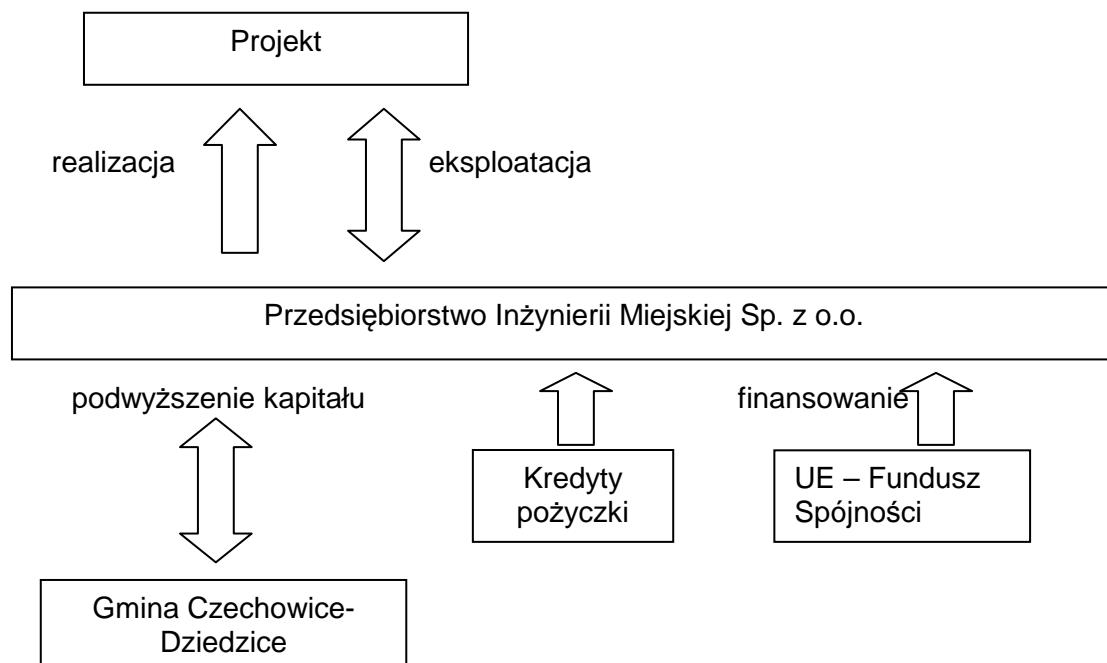 Projekt
realizacja
eksploatacja
Przedsiębiorstwo Inżynierii Miejskiej Sp. z o.o.
podwyższenie kapitału
finansowanie
Kredyty
pożyczki
UE – Fundusz
Spójności
Gmina Czechowice-
Dziedzice